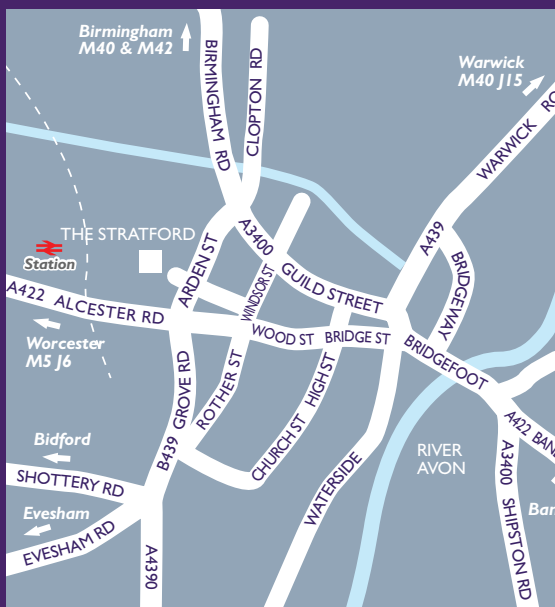 Birmingham
M40 & M42
Warwick
M40 J15
BIRMINGHAM RD
CLOPTON RD
WARWICK RO
THE STRATFORD
Station
ARDEN ST
A3400
GUILD STREET
WINDSOR ST
A439
BRIDGEWAY
A422 ALCESTER RD
WOOD ST
BRIDGE ST
BRIDGEFOOT
Worcester
M5 J6
B439 GROVE RD
ROTHER ST
CHURCH ST
HIGH ST
A422 BAN
Bidford
SHOTTERY RD
Evesham
EVESHAM RD
A4390
WATERSIDE
RIVER
AVON
A3400 SHIPSTON RD
Ban